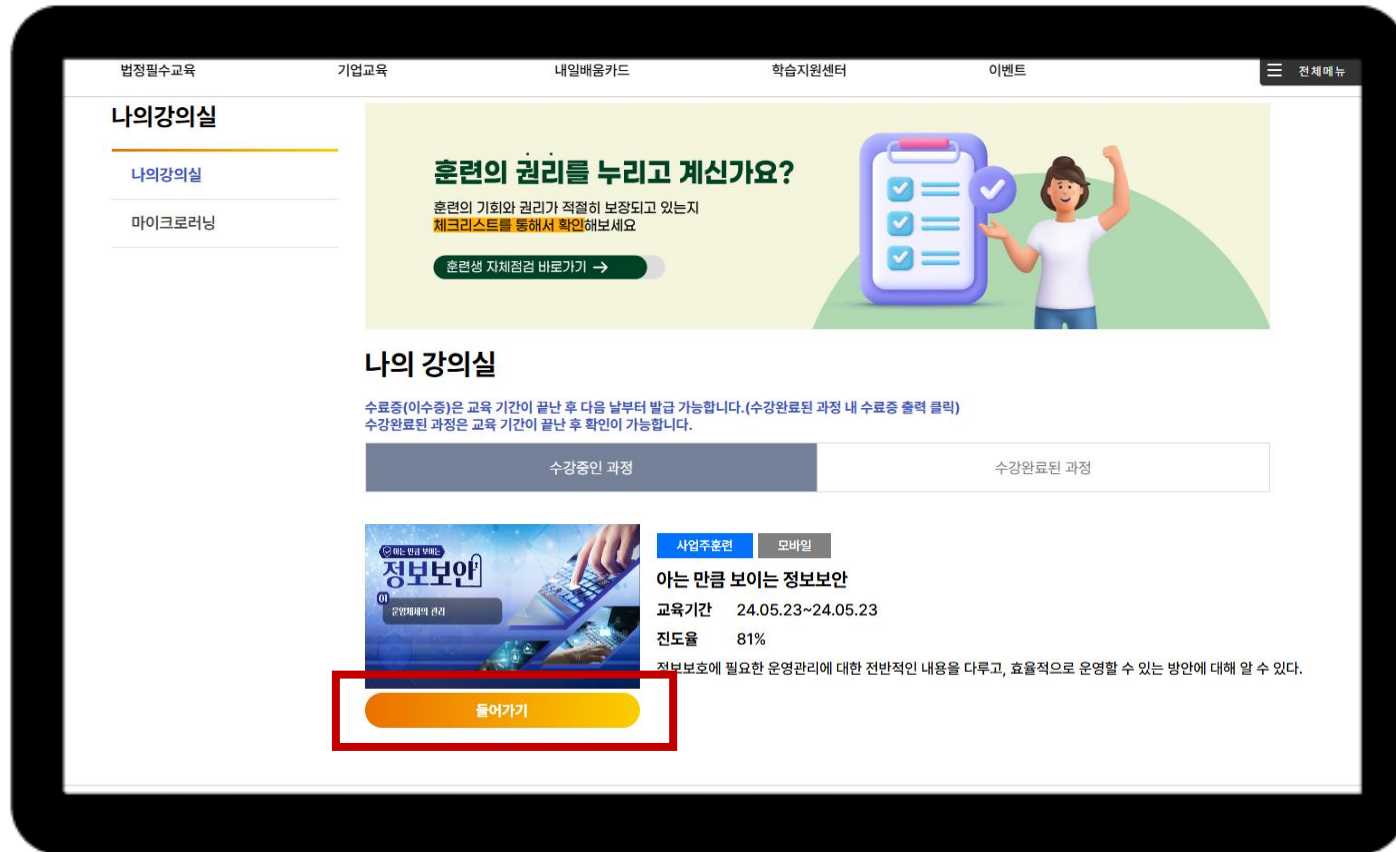 법정필수교육
기업교육
내일배움카드
학습지원센터
이벤트
전체메뉴
나의강의실
나의강의실
마이크로러닝
훈련의 권리를 누리고 계신가요?
훈련의 기회와 권리가 적절히 보장되고 있는지
체크리스트를 통해서 확인해보세요
훈련생 자체점검 바로가기 →
나의 강의실
수료증(이수증)은 교육 기간이 끝난 후 다음 날부터 발급 가능합니다.(수강완료된 과정 내 수료증 출력 클릭)
수강완료된 과정은 교육 기간이 끝난 후 확인이 가능합니다.
수강중인 과정
수강완료된 과정
아는 만큼 보이는
정보보안
01
운영체제의 관리
사업주훈련
모바일
아는 만큼 보이는 정보보안
교육기간 24.05.23~24.05.23
진도율 81%
정보보호에 필요한 운영관리에 대한 전반적인 내용을 다루고, 효율적으로 운영할 수 있는 방안에 대해 알 수 있다.
들어가기